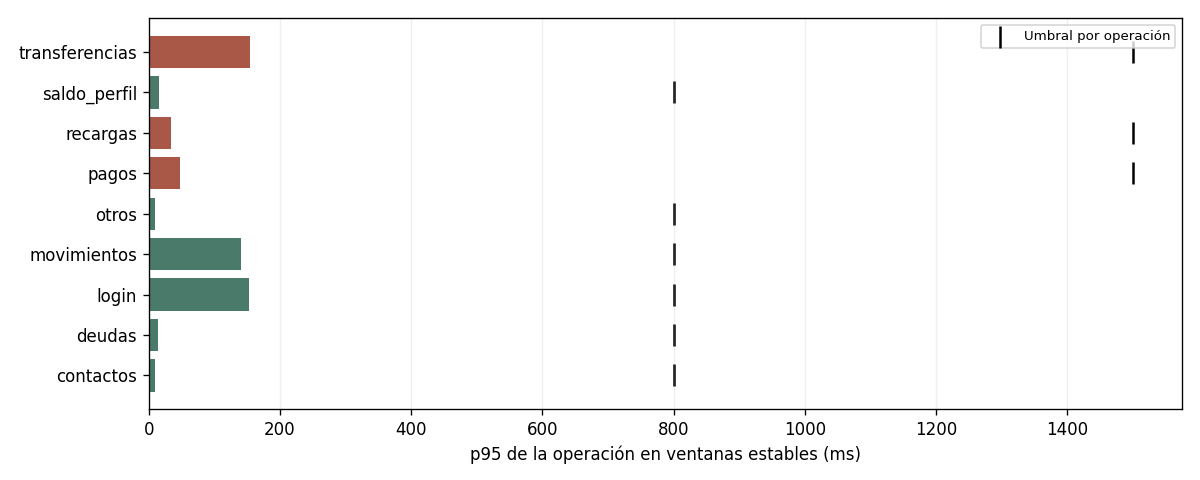 Umbral por operación
transferencias
saldo_perfil
recargas
pagos
otros
movimientos
login
deudas
contactos
0 200 400 600 800 1000 1200 1400
p95 de la operación en ventanas estables (ms)